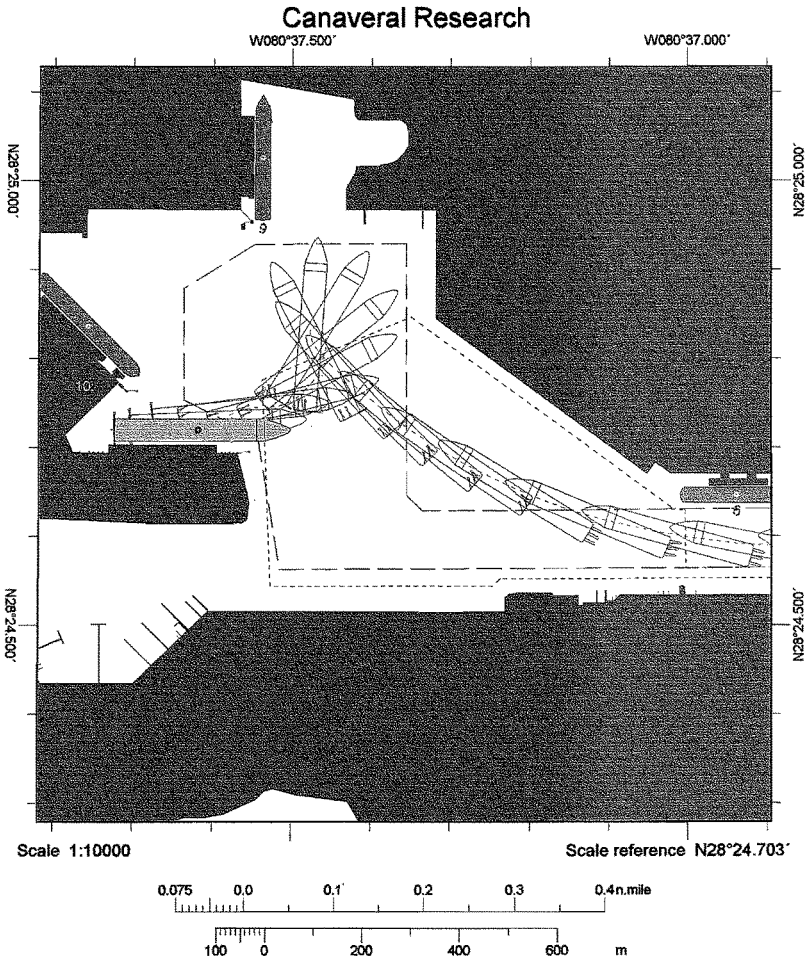 Canaveral Research
W080°37.500´ W080°37.000´
N28°25.000´ N28°25.000´
9
10
8
N28°24.500´ N28°24.500´
Scale 1:10000 Scale reference N28°24.703´
0.075 0.0 0.1 0.2 0.3 0.4 n.mile
100 0 200 400 600 m